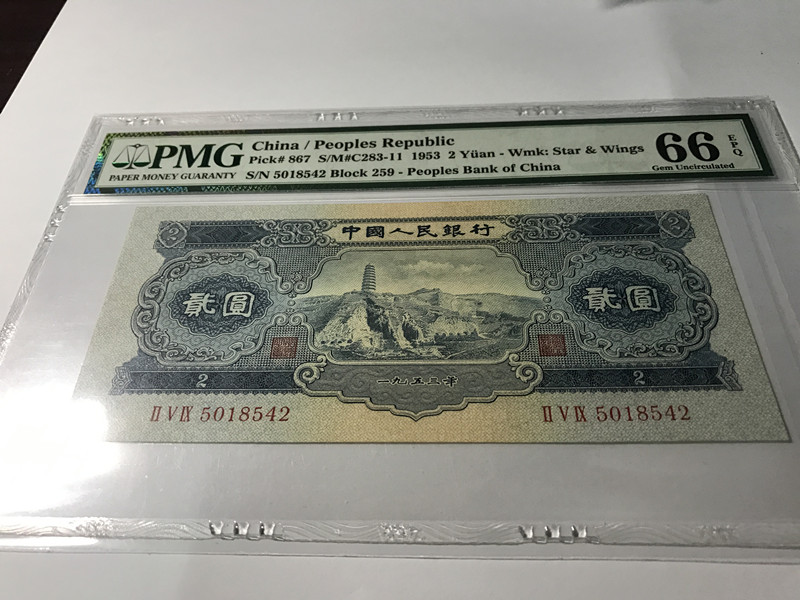 PMG
PAPER MONEY GUARANTY
China / Peoples Republic
Pick# 867 S/M#C283-11 1953 2 Yüan - Wmk: Star & Wings
S/N 5018542 Block 259 - Peoples Bank of China
66 EPQ
Gem Uncirculated
中國人民銀行
2 2
貳圓 貳圓
2 2
一九五三年
II V IX 5018542 II V IX 5018542